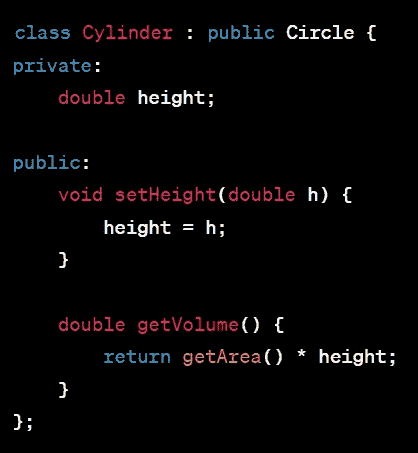 class Cylinder : public Circle {
private:
    double height;

public:
    void setHeight(double h) {
        height = h;
    }

    double getVolume() {
        return getArea() * height;
    }
};